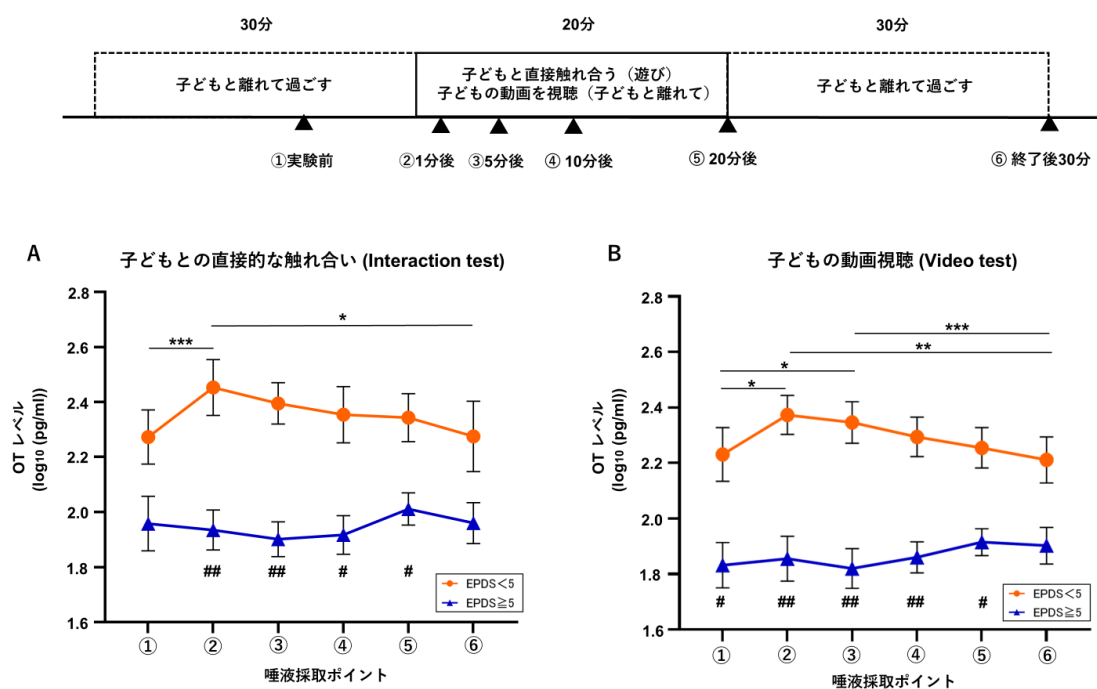 30分
20分
30分
子どもと離れて過ごす
子どもと直接触れ合う（遊び）
子どもの動画を視聴（子どもと離れて）
子どもと離れて過ごす
①実験前
②1分後
③5分後
④ 10分後
⑤ 20分後
⑥ 終了後30分
A
子どもとの直接的な触れ合い (Interaction test)
OT レベル
(log10 (pg/ml))
2.8
2.6
2.4
2.2
2.0
1.8
1.6
***
*
##
##
#
#
EPDS＜5
EPDS≧5
①
②
③
④
⑤
⑥
唾液採取ポイント
B
子どもの動画視聴 (Video test)
OT レベル
(log10 (pg/ml))
2.8
2.6
2.4
2.2
2.0
1.8
1.6
***
**
*
*
#
##
##
##
#
EPDS＜5
EPDS≧5
①
②
③
④
⑤
⑥
唾液採取ポイント